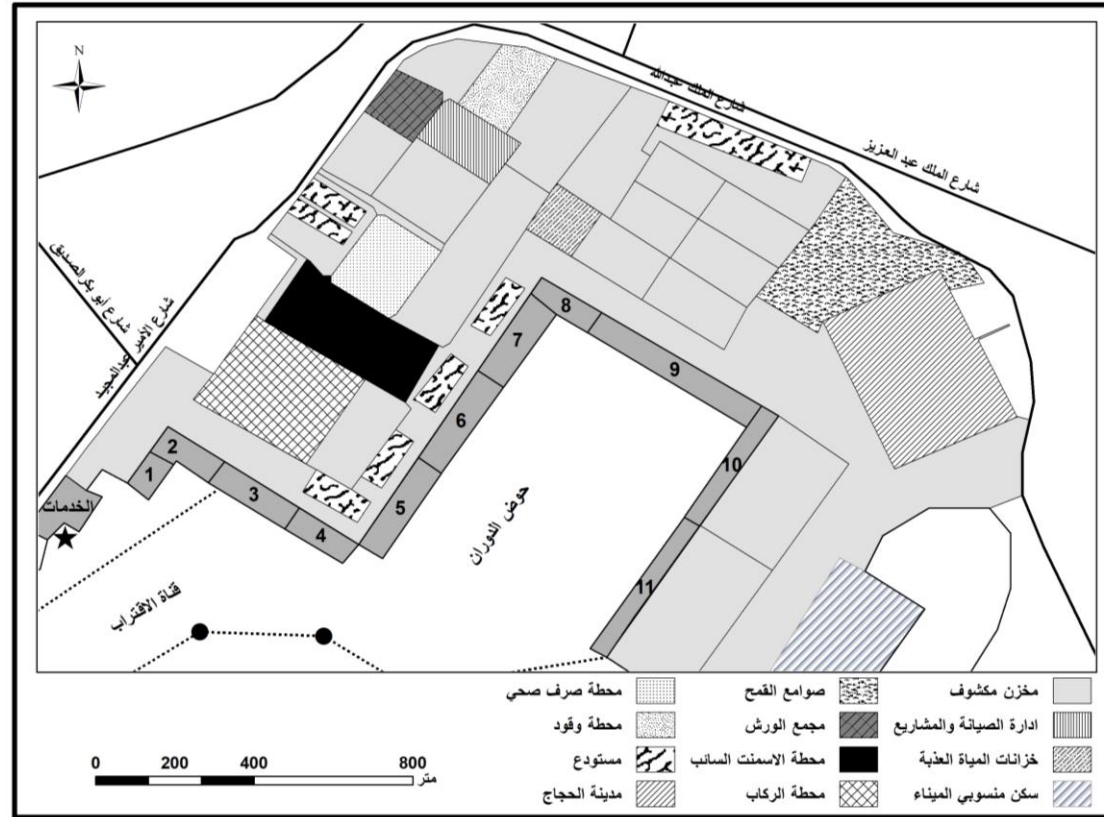 N
شارع الملك عبدالله
شارع الملك عبد العزيز
شارع أبو بكر الصديق
شارع الأمير عبدالمجيد
8
7
9
6
10
2
1
3
5
الخدمات
4
حوض الدوران
11
قناة الاقتراب
مخزن مكشوف
صوامع القمح
محطة صرف صحي
ادارة الصيانة والمشاريع
مجمع الورش
محطة وقود
خزانات المياة العذبة
محطة الاسمنت السائب
مستودع
سكن منسوبي الميناء
محطة الركاب
مدينة الحجاج
0 200 400 800
متر